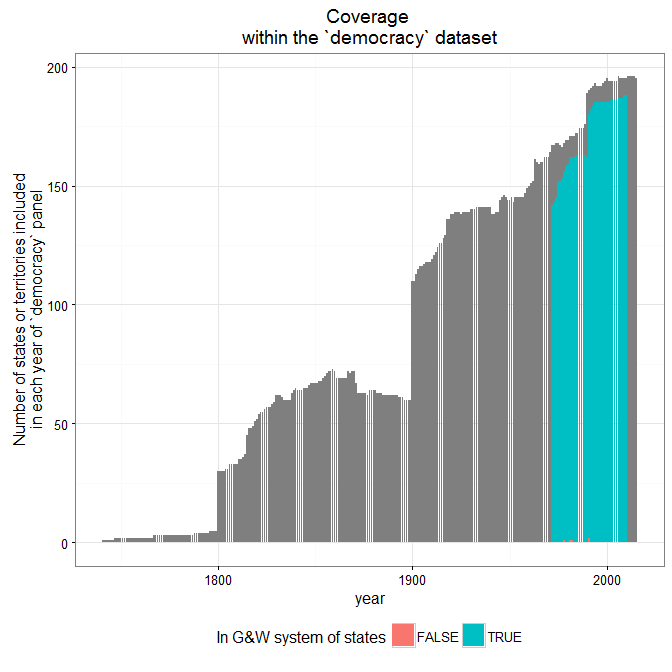 Coverage
within the `democracy` dataset
Number of states or territories included
in each year of `democracy` panel
200
150
100
50
0
1800
1900
2000
year
In G&W system of states
FALSE
TRUE